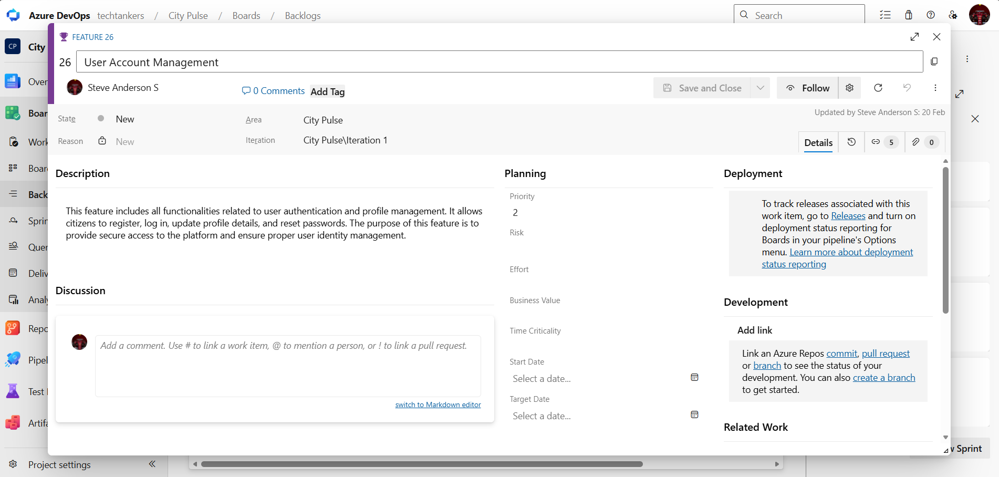 Azure DevOps techtankers / City Pulse / Boards / Backlogs
Search
CP City
Over
Boar
Work
Boar
Back
Sprin
Quer
Deliv
Analy
Repo
Pipel
Test
Artifa
Project settings
FEATURE 26
26 User Account Management
Steve Anderson S
0 Comments
Add Tag
Save and Close
Follow
State
New
Area
City Pulse
Updated by Steve Anderson S: 20 Feb
Reason
New
Iteration
City Pulse\Iteration 1
Details
5
0
Description
This feature includes all functionalities related to user authentication and profile management. It allows
citizens to register, log in, update profile details, and reset passwords. The purpose of this feature is to
provide secure access to the platform and ensure proper user identity management.
Discussion
Add a comment. Use # to link a work item, @ to mention a person, or ! to link a pull request.
switch to Markdown editor
Planning
Priority
2
Risk
Effort
Business Value
Time Criticality
Start Date
Select a date...
Target Date
Select a date...
Deployment
To track releases associated with this
work item, go to Releases and turn on
deployment status reporting for
Boards in your pipeline's Options
menu. Learn more about deployment
status reporting
Development
Add link
Link an Azure Repos commit, pull request
or branch to see the status of your
development. You can also create a branch
to get started.
Related Work
Sprint